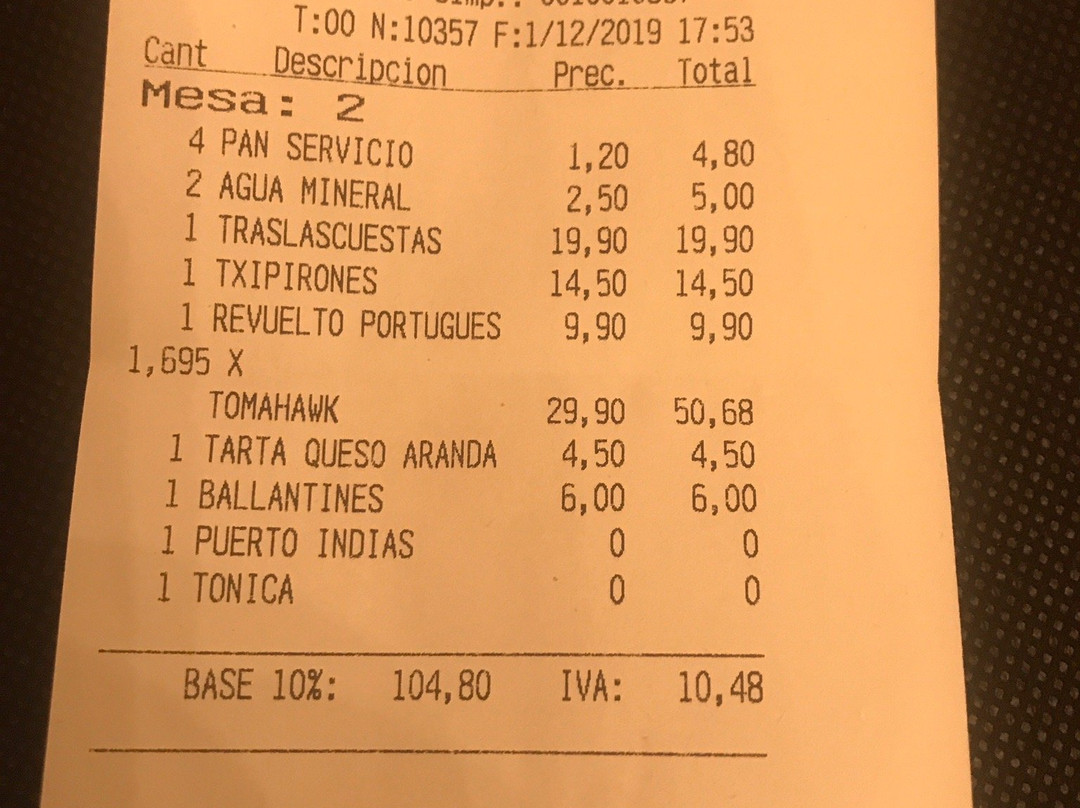 T:00 N:10357 F:1/12/2019 17:53
Cant Descripcion Prec. Total
Mesa: 2
4 PAN SERVICIO 1,20 4,80
2 AGUA MINERAL 2,50 5,00
1 TRASLASCUESTAS 19,90 19,90
1 TXIPIRONES 14,50 14,50
1 REVUELTO PORTUGUES 9,90 9,90
1,695 X
TOMAHAWK 29,90 50,68
1 TARTA QUESO ARANDA 4,50 4,50
1 BALLANTINES 6,00 6,00
1 PUERTO INDIAS 0 0
1 TONICA 0 0
BASE 10%: 104,80 IVA: 10,48